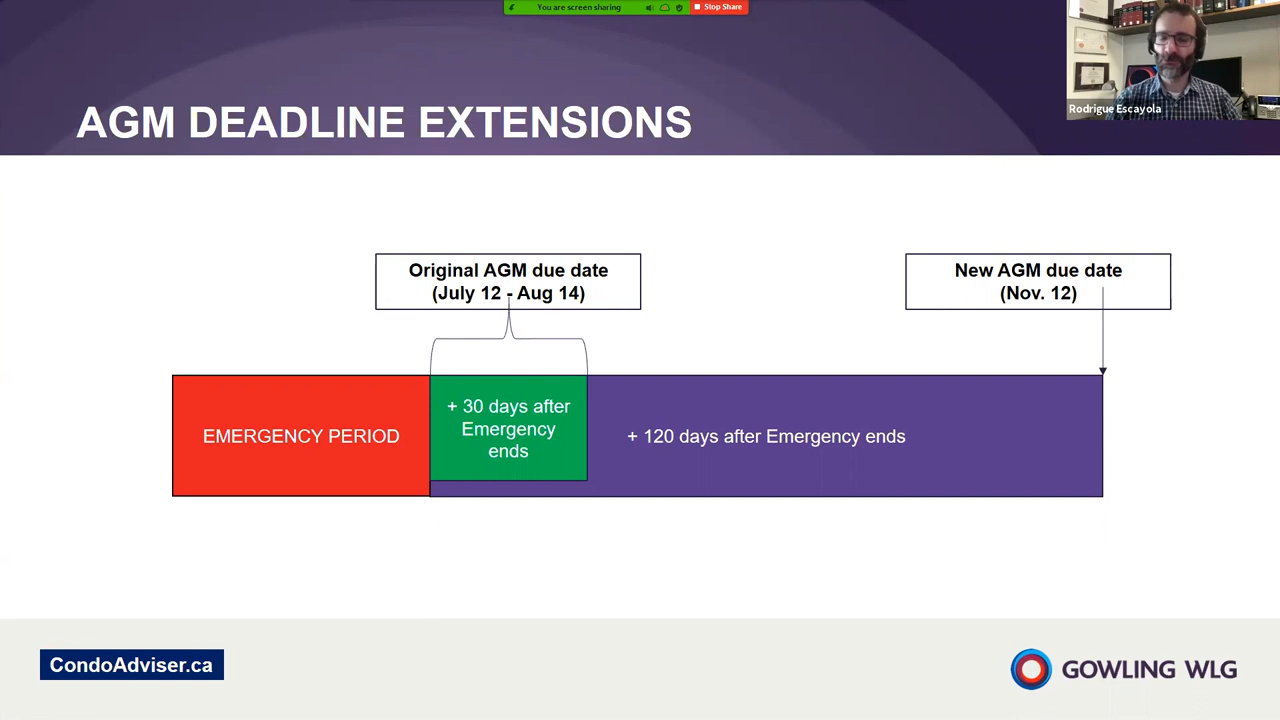 You are screen sharing
Stop Share
Rodrigue Escayola
AGM DEADLINE EXTENSIONS
Original AGM due date
(July 12 - Aug 14)
New AGM due date
(Nov. 12)
EMERGENCY PERIOD
+ 30 days after
Emergency
ends
+ 120 days after Emergency ends
CondoAdviser.ca
GOWLING WLG